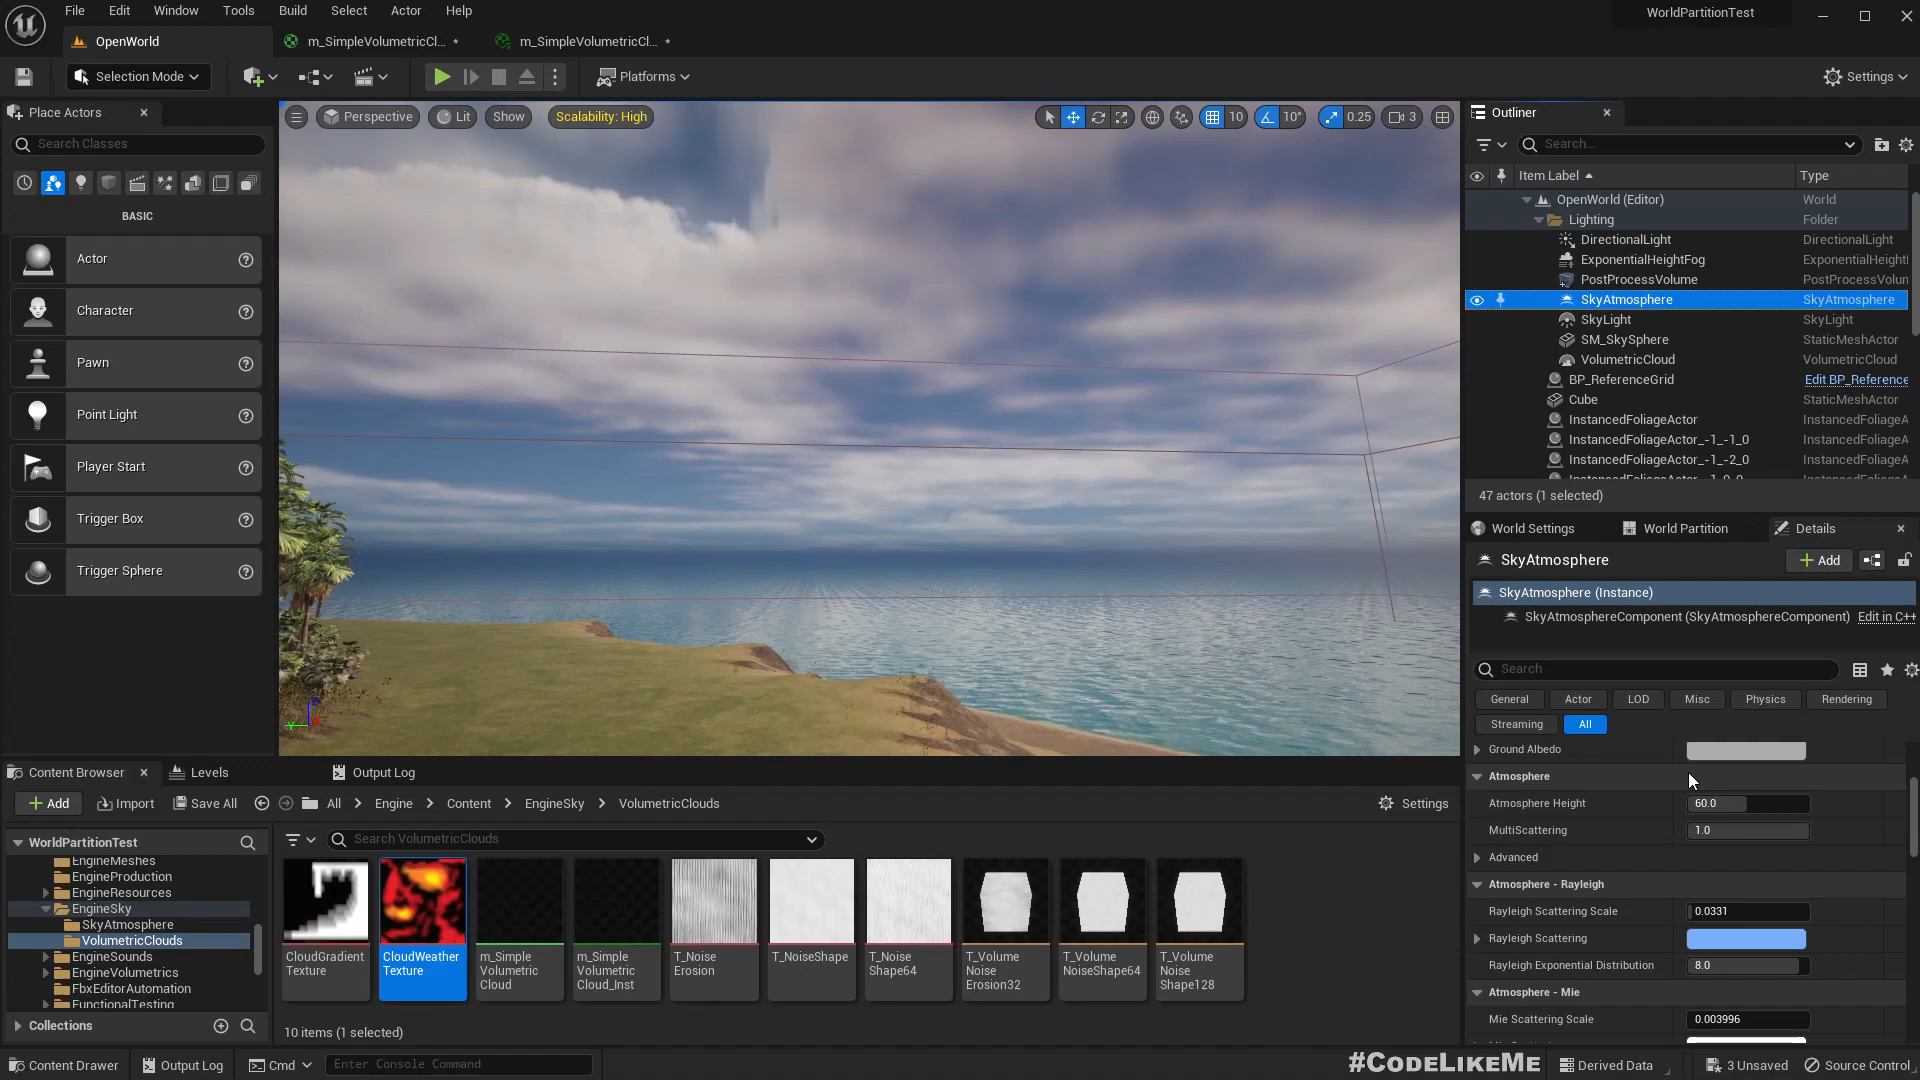 File Edit Window Tools Build Select Actor Help
WorldPartitionTest
OpenWorld
m_SimpleVolumetricCl... •
m_SimpleVolumetricCl... •
Selection Mode
Platforms
Settings
Place Actors
Search Classes
BASIC
Actor
Character
Pawn
Point Light
Player Start
Trigger Box
Trigger Sphere
Perspective Lit Show Scalability: High 10 10° 0.25 3
Outliner
Search...
Item Label Type
OpenWorld (Editor) World
Lighting Folder
DirectionalLight DirectionalLight
ExponentialHeightFog ExponentialHeight
PostProcessVolume PostProcessVolun
SkyAtmosphere SkyAtmosphere
SkyLight SkyLight
SM_SkySphere StaticMeshActor
VolumetricCloud VolumetricCloud
BP_ReferenceGrid Edit BP_Reference
Cube StaticMeshActor
InstancedFoliageActor InstancedFoliageA
InstancedFoliageActor_-1_-1_0 InstancedFoliageA
InstancedFoliageActor_-1_-2_0 InstancedFoliageA
47 actors (1 selected)
World Settings World Partition Details
SkyAtmosphere
Add
SkyAtmosphere (Instance)
SkyAtmosphereComponent (SkyAtmosphereComponent) Edit in C++
Search
General Actor LOD Misc Physics Rendering
Streaming All
Ground Albedo
Atmosphere
Atmosphere Height 60.0
MultiScattering 1.0
Advanced
Atmosphere - Rayleigh
Rayleigh Scattering Scale 0.0331
Rayleigh Scattering
Rayleigh Exponential Distribution 8.0
Atmosphere - Mie
Mie Scattering Scale 0.003996
Content Browser Levels Output Log
Add Import Save All All Engine Content EngineSky VolumetricClouds Settings
WorldPartitionTest
EngineMeshes
EngineProduction
EngineResources
EngineSky
SkyAtmosphere
VolumetricClouds
EngineSounds
EngineVolumetrics
FbxEditorAutomation
FunctionalTesting
Collections
Search VolumetricClouds
CloudGradient
Texture
CloudWeather
Texture
m_Simple
Volumetric
Cloud
m_Simple
Volumetric
Cloud_Inst
T_Noise
Erosion
T_NoiseShape
T_Noise
Shape64
T_Volume
Noise
Erosion32
T_Volume
NoiseShape64
T_Volume
Noise
Shape128
10 items (1 selected)
Content Drawer Output Log Cmd Enter Console Command
#CODELIKEME
Derived Data 3 Unsaved Source Control